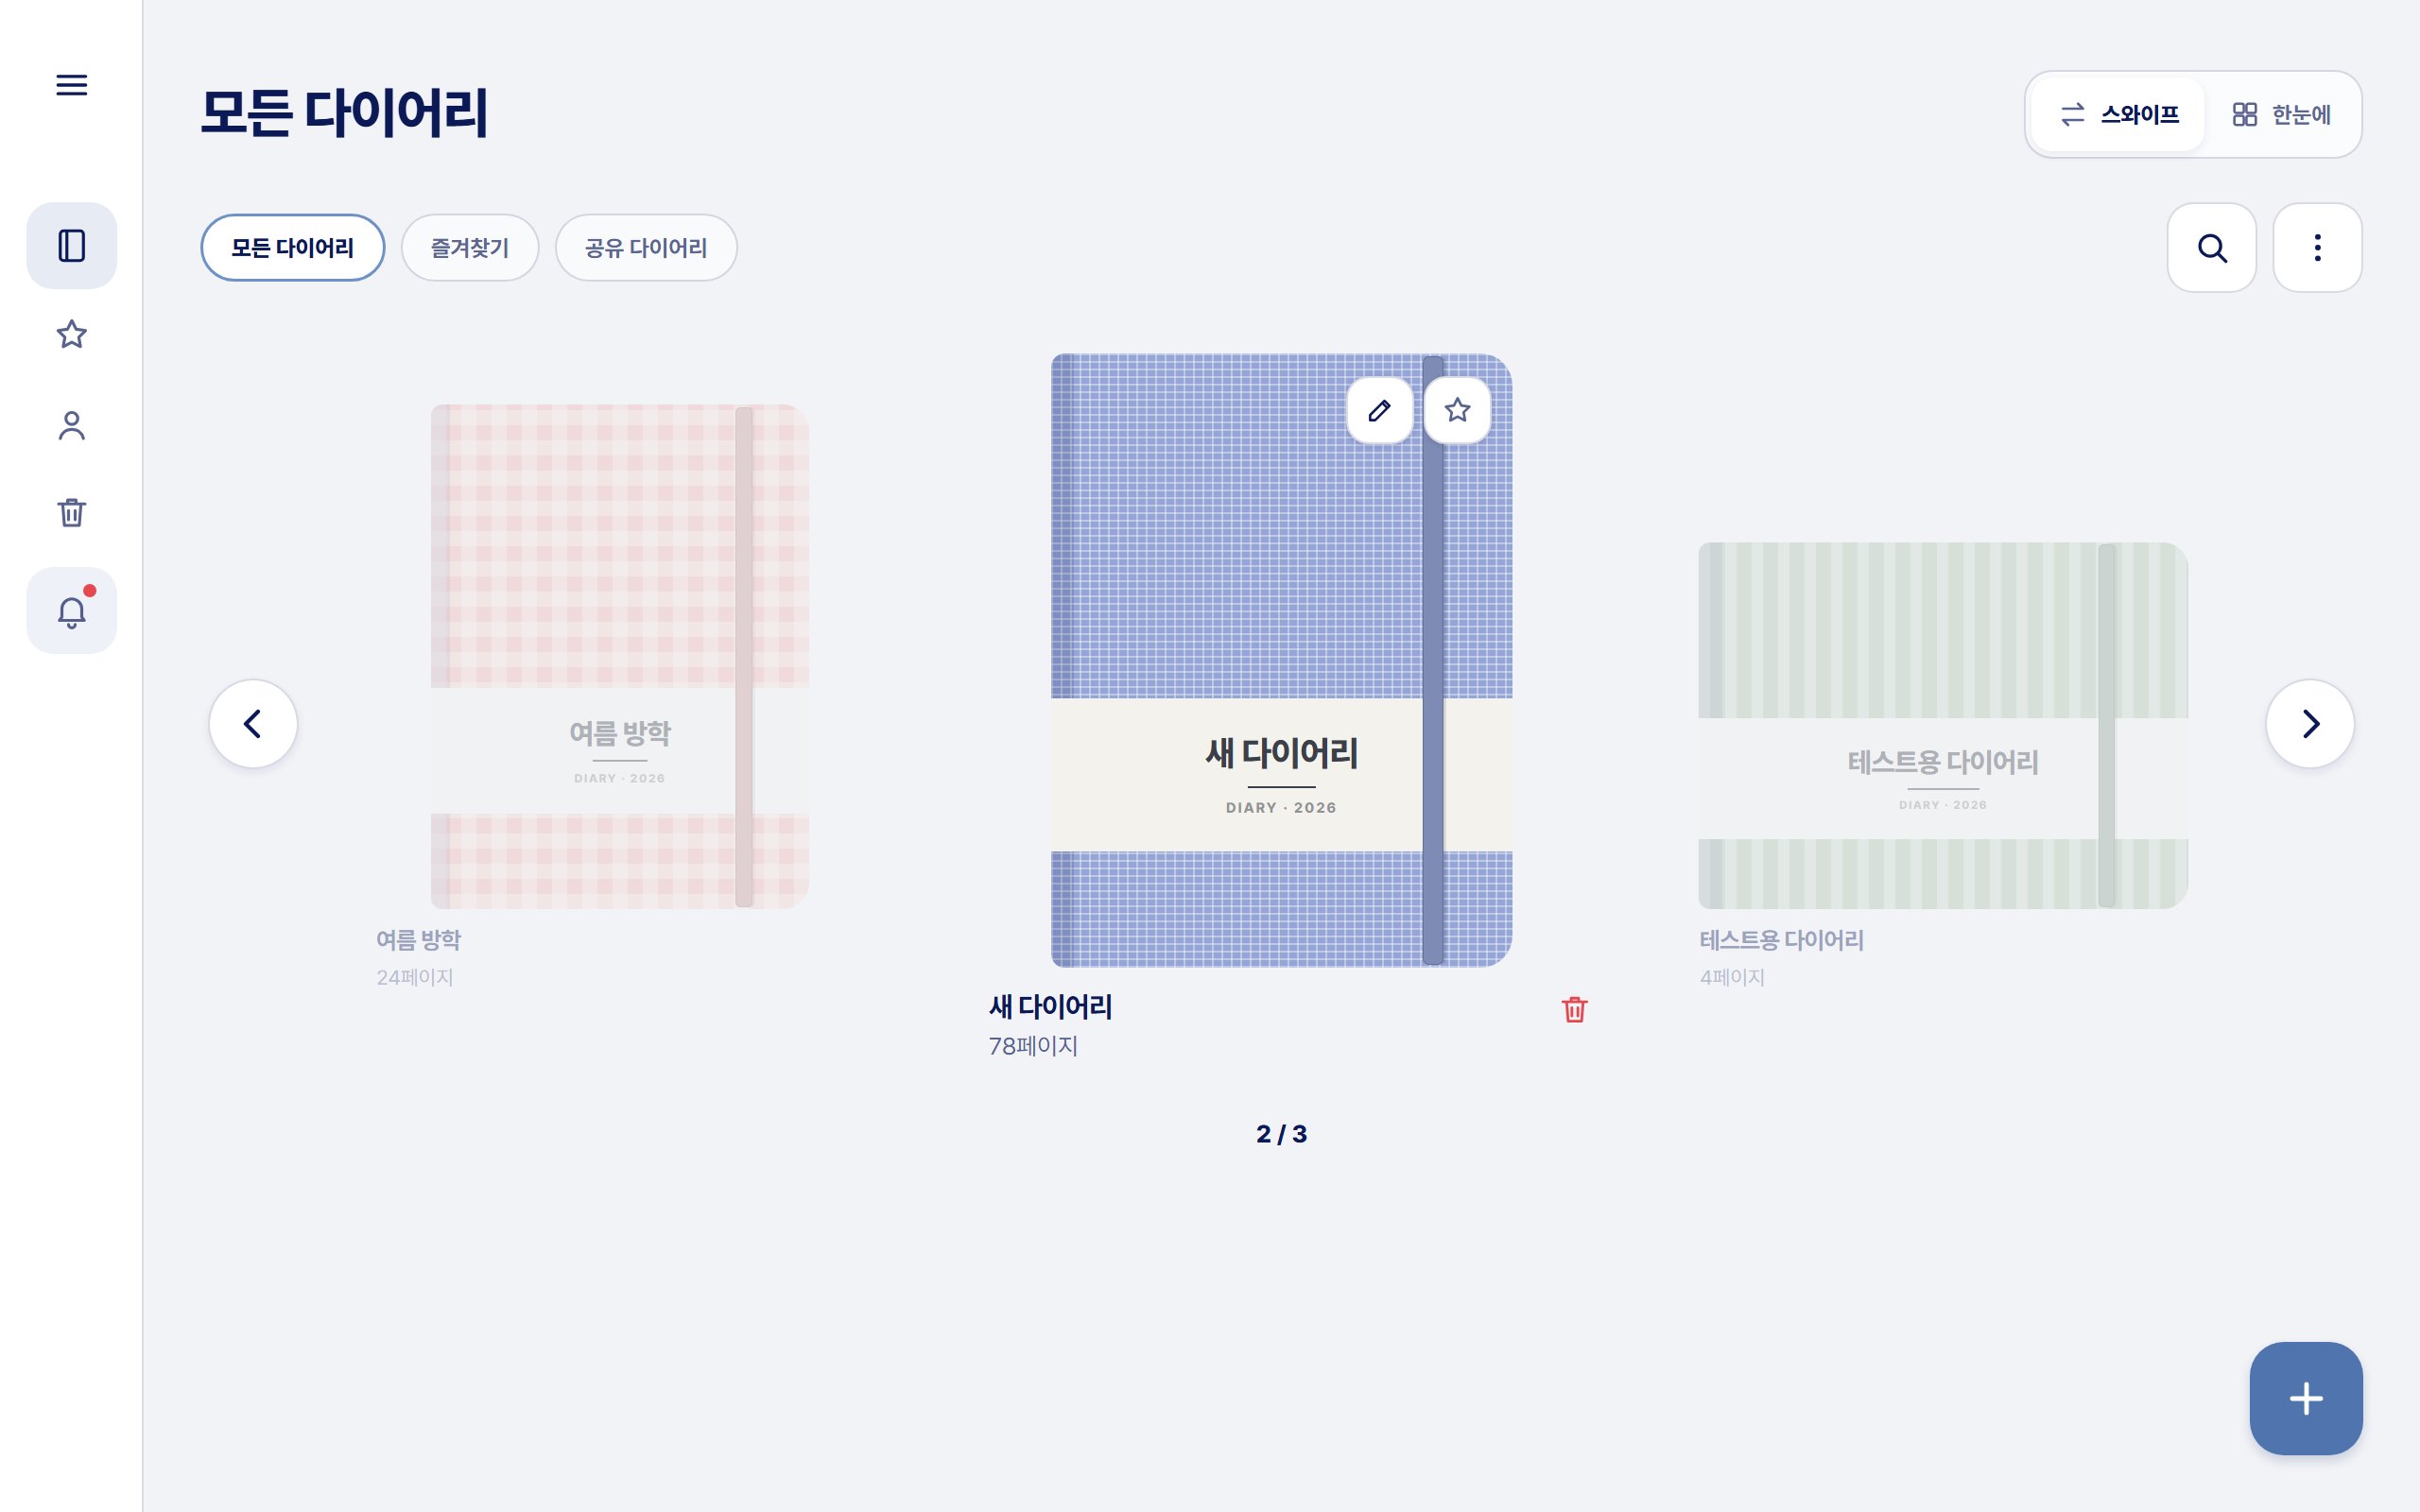 모든 다이어리
스와이프
한눈에
모든 다이어리
즐겨찾기
공유 다이어리
여름 방학
DIARY · 2026
여름 방학
24페이지
새 다이어리
DIARY · 2026
새 다이어리
78페이지
테스트용 다이어리
DIARY · 2026
테스트용 다이어리
4페이지
2 / 3